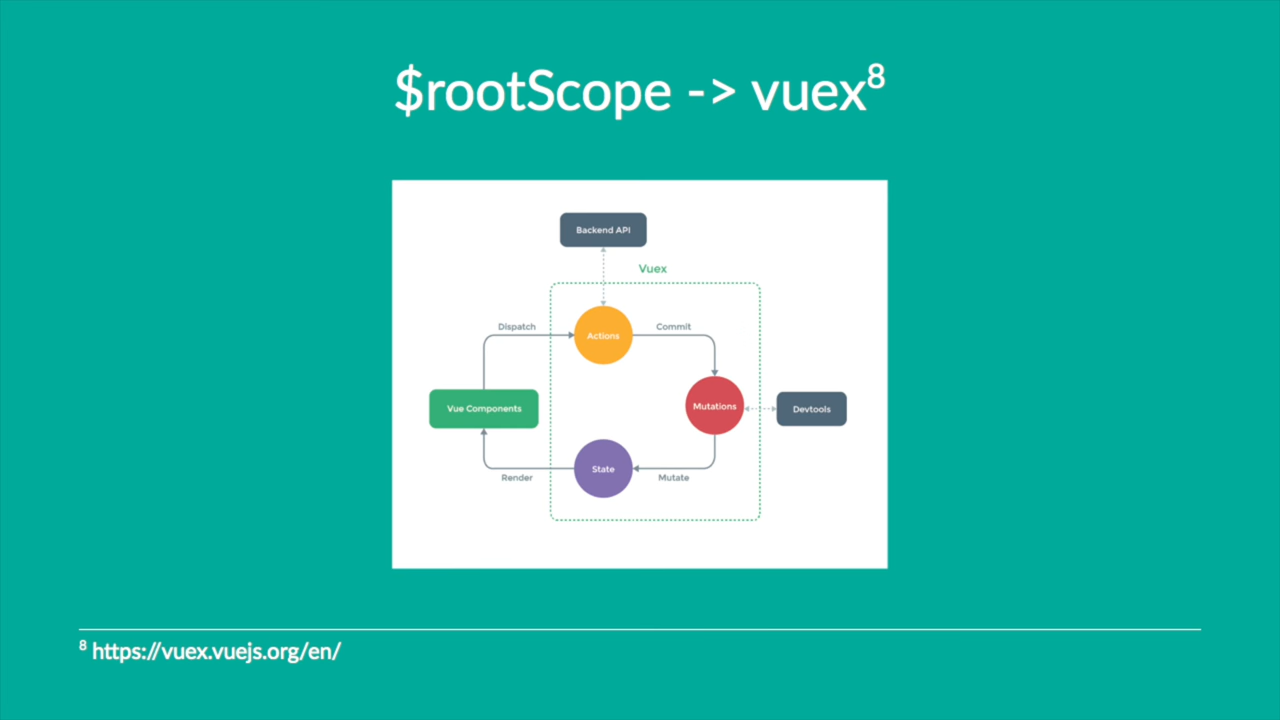 $rootScope -> vuex⁸
Backend API
Vuex
Dispatch
Actions
Commit
Vue Components
Mutations
Devtools
State
Render
Mutate
⁸ https://vuex.vuejs.org/en/